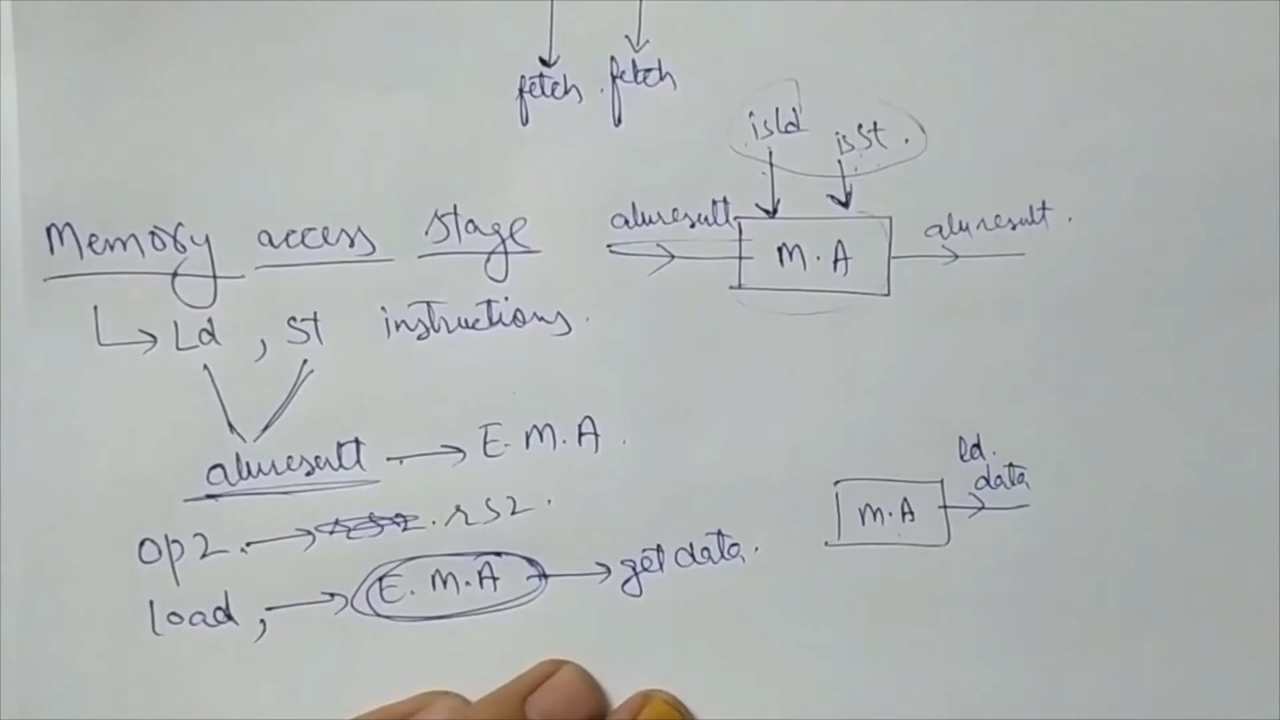 fetch. fetch
isLd
isSt.
Memory access stage
aluresult
M.A
aluresult.
Ld, St instructions.
aluresult → E.M.A.
op2. → .rs2.
load, → E.M.A → get data.
M.A
ld.
data